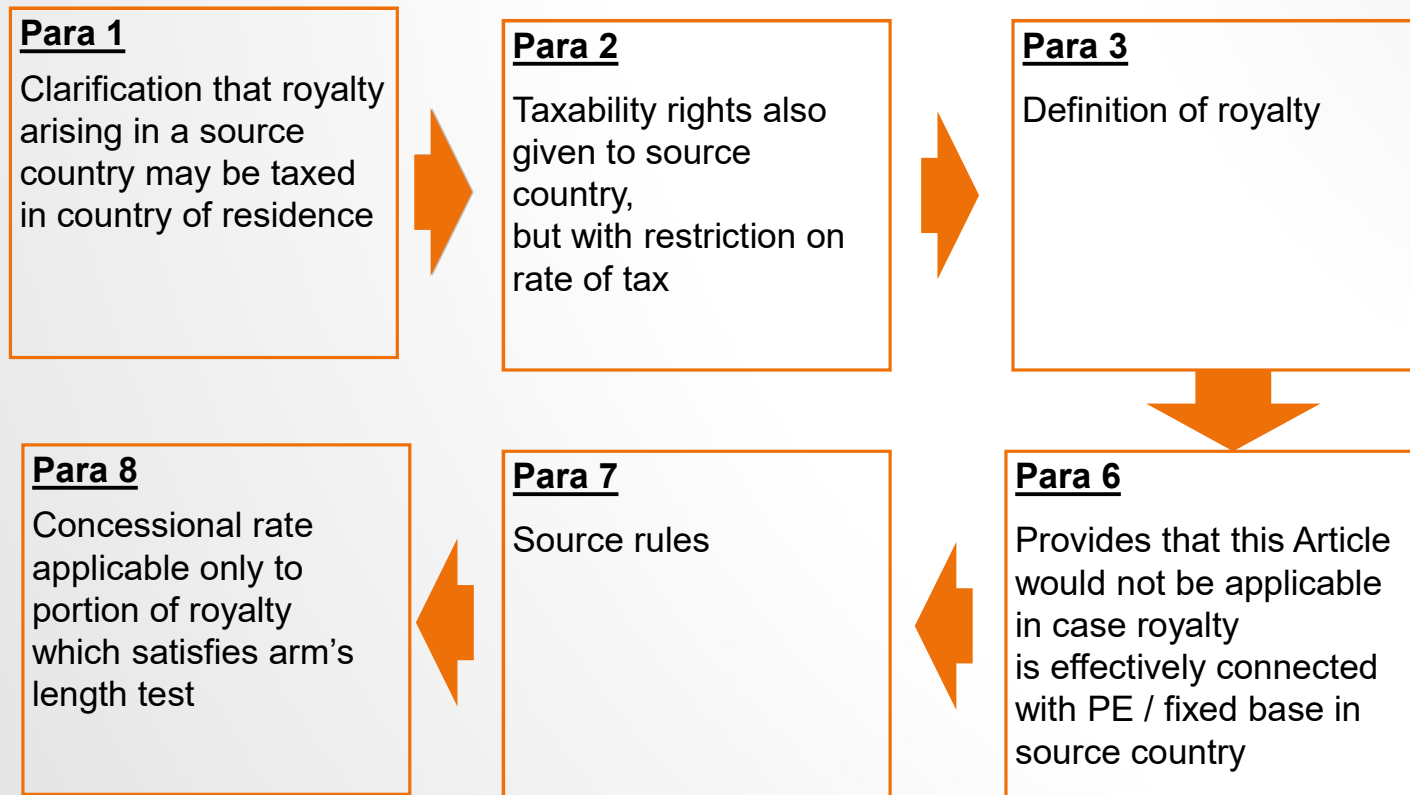 Para 1
Clarification that royalty
arising in a source
country may be taxed
in country of residence
Para 2
Taxability rights also
given to source
country,
but with restriction on
rate of tax
Para 3
Definition of royalty
Para 6
Provides that this Article
would not be applicable
in case royalty
is effectively connected
with PE / fixed base in
source country
Para 7
Source rules
Para 8
Concessional rate
applicable only to
portion of royalty
which satisfies arm’s
length test